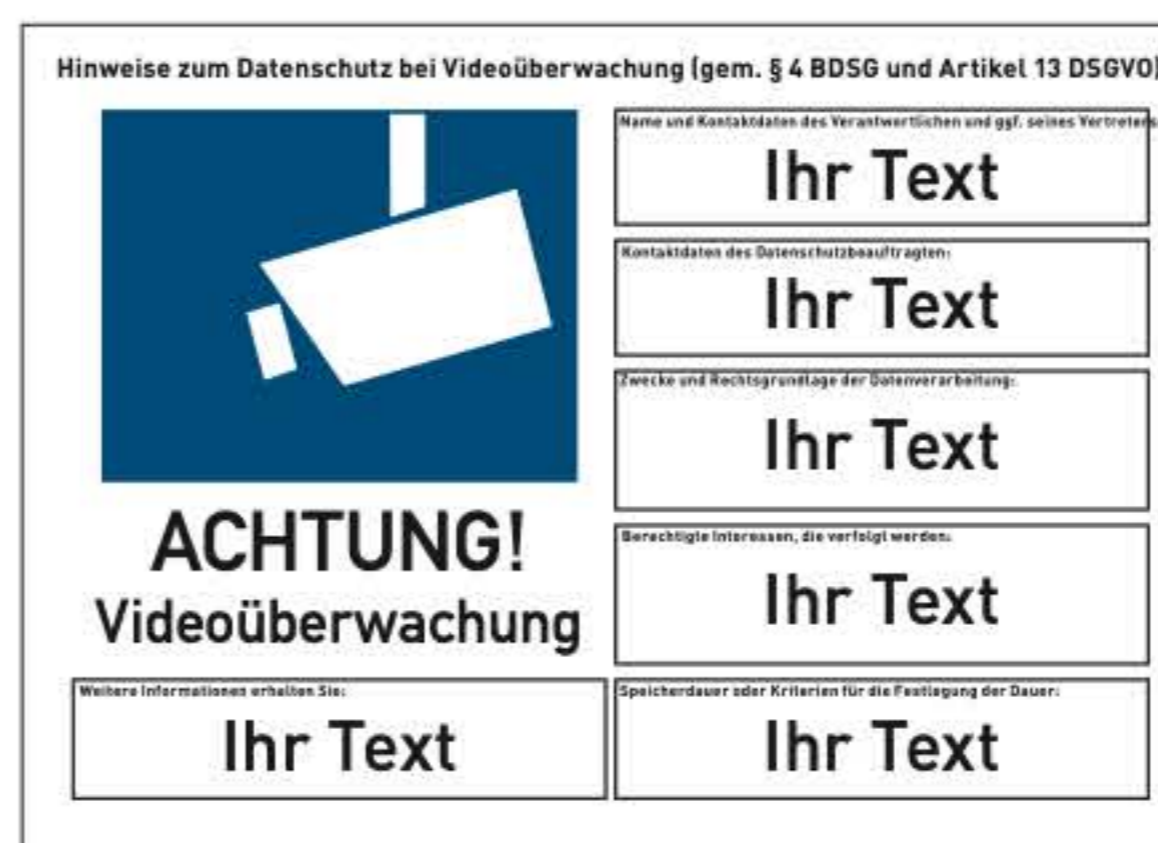 Hinweise zum Datenschutz bei Videoüberwachung (gem. § 4 BDSG und Artikel 13 DSGVO)
Name und Kontaktdaten des Verantwortlichen und ggf. seines Vertreters
Ihr Text
Kontaktdaten des Datenschutzbeauftragten:
Ihr Text
Zwecke und Rechtsgrundlage der Datenverarbeitung:
Ihr Text
Berechtigte Interessen, die verfolgt werden:
Ihr Text
Speicherdauer oder Kriterien für die Festlegung der Dauer:
Ihr Text
ACHTUNG!
Videoüberwachung
Weitere Informationen erhalten Sie:
Ihr Text